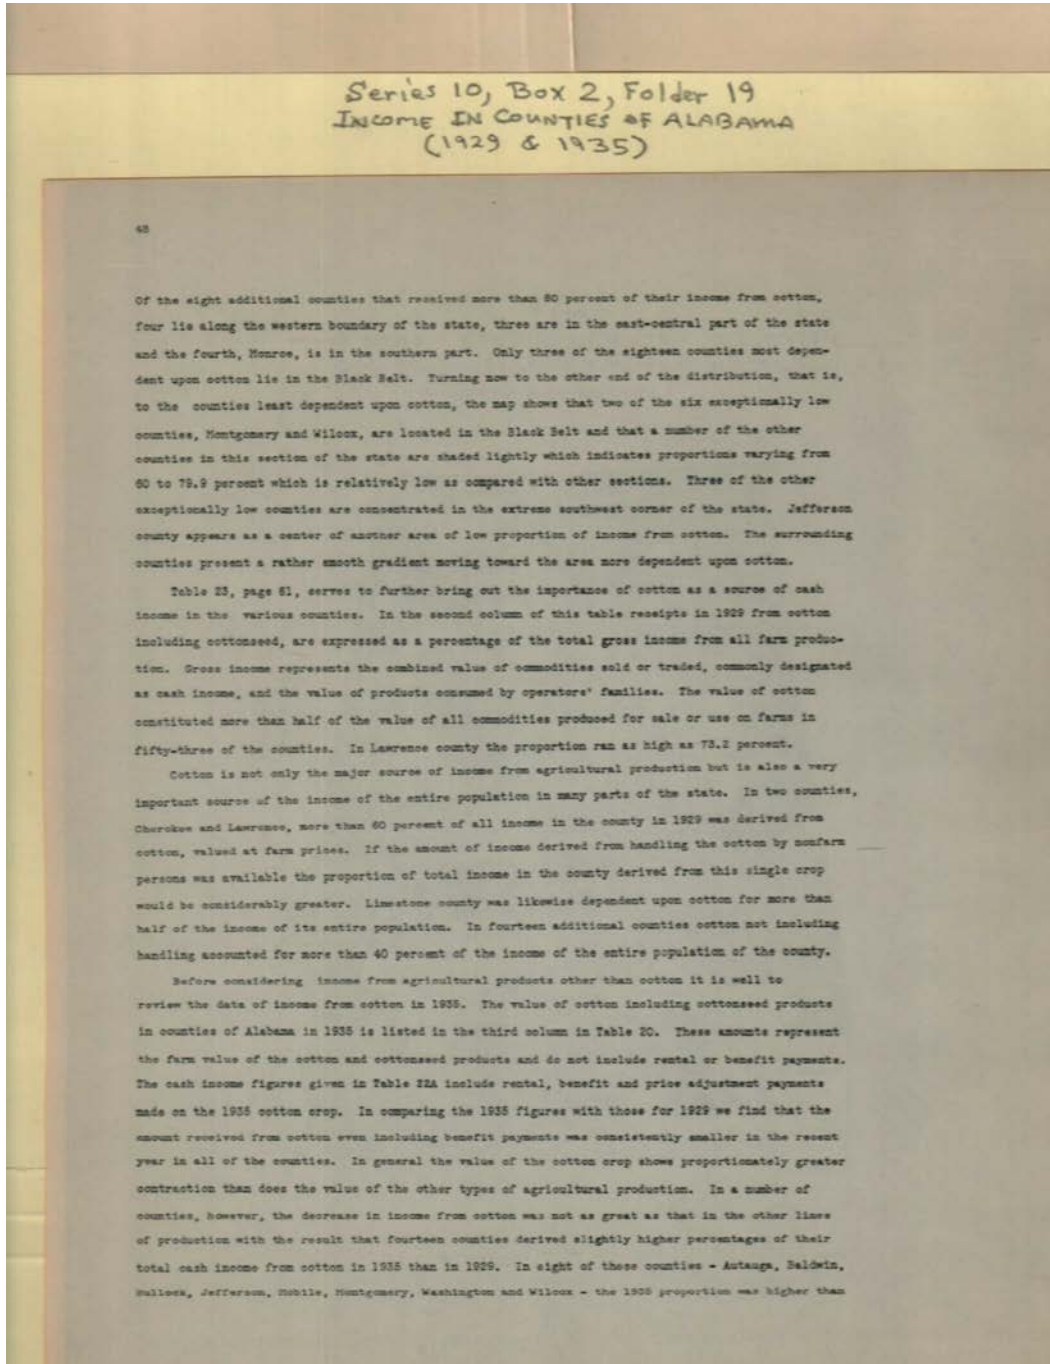 Series 10, Box 2, Folder 19
INCOME IN COUNTIES OF ALABAMA
(1929 & 1935)
48
Of the eight additional counties that received more than 80 percent of their income from cotton,
four lie along the western boundary of the state, three are in the east-central part of the state
and the fourth, Monroe, is in the southern part. Only three of the eighteen counties most depen-
dent upon cotton lie in the Black Belt. Turning now to the other end of the distribution, that is,
to the counties least dependent upon cotton, the map shows that two of the six exceptionally low
counties, Montgomery and Wilcox, are located in the Black Belt and that a number of the other
counties in this section of the state are shaded lightly which indicates proportions varying from
60 to 79.9 percent which is relatively low as compared with other sections. Three of the other
exceptionally low counties are concentrated in the extreme southwest corner of the state. Jefferson
county appears as a center of another area of low proportion of income from cotton. The surrounding
counties present a rather smooth gradient moving toward the area more dependent upon cotton.
Table 23, page 61, serves to further bring out the importance of cotton as a source of cash
income in the various counties. In the second column of this table receipts in 1929 from cotton
including cottonseed, are expressed as a percentage of the total gross income from all farm produc-
tion. Gross income represents the combined value of commodities sold or traded, commonly designated
as cash income, and the value of products consumed by operators' families. The value of cotton
constituted more than half of the value of all commodities produced for sale or use on farms in
fifty-three of the counties. In Lawrence county the proportion ran as high as 73.2 percent.
Cotton is not only the major source of income from agricultural production but is also a very
important source of the income of the entire population in many parts of the state. In two counties,
Cherokee and Lawrence, more than 60 percent of all income in the county in 1929 was derived from
cotton, valued at farm prices. If the amount of income derived from handling the cotton by nonfarm
persons was available the proportion of total income in the county derived from this single crop
would be considerably greater. Limestone county was likewise dependent upon cotton for more than
half of the income of its entire population. In fourteen additional counties cotton not including
handling accounted for more than 40 percent of the income of the entire population of the county.
Before considering income from agricultural products other than cotton it is well to
review the data of income from cotton in 1935. The value of cotton including cottonseed products
in counties of Alabama in 1935 is listed in the third column in Table 20. These amounts represent
the farm value of the cotton and cottonseed products and do not include rental or benefit payments.
The cash income figures given in Table 22A include rental, benefit and price adjustment payments
made on the 1935 cotton crop. In comparing the 1935 figures with those for 1929 we find that the
amount received from cotton even including benefit payments was consistently smaller in the recent
year in all of the counties. In general the value of the cotton crop shows proportionately greater
contraction than does the value of the other types of agricultural production. In a number of
counties, however, the decrease in income from cotton was not as great as that in the other lines
of production with the result that fourteen counties derived slightly higher percentages of their
total cash income from cotton in 1935 than in 1929. In eight of these counties - Autauga, Baldwin,
Bullock, Jefferson, Mobile, Montgomery, Washington and Wilcox - the 1935 proportion was higher than